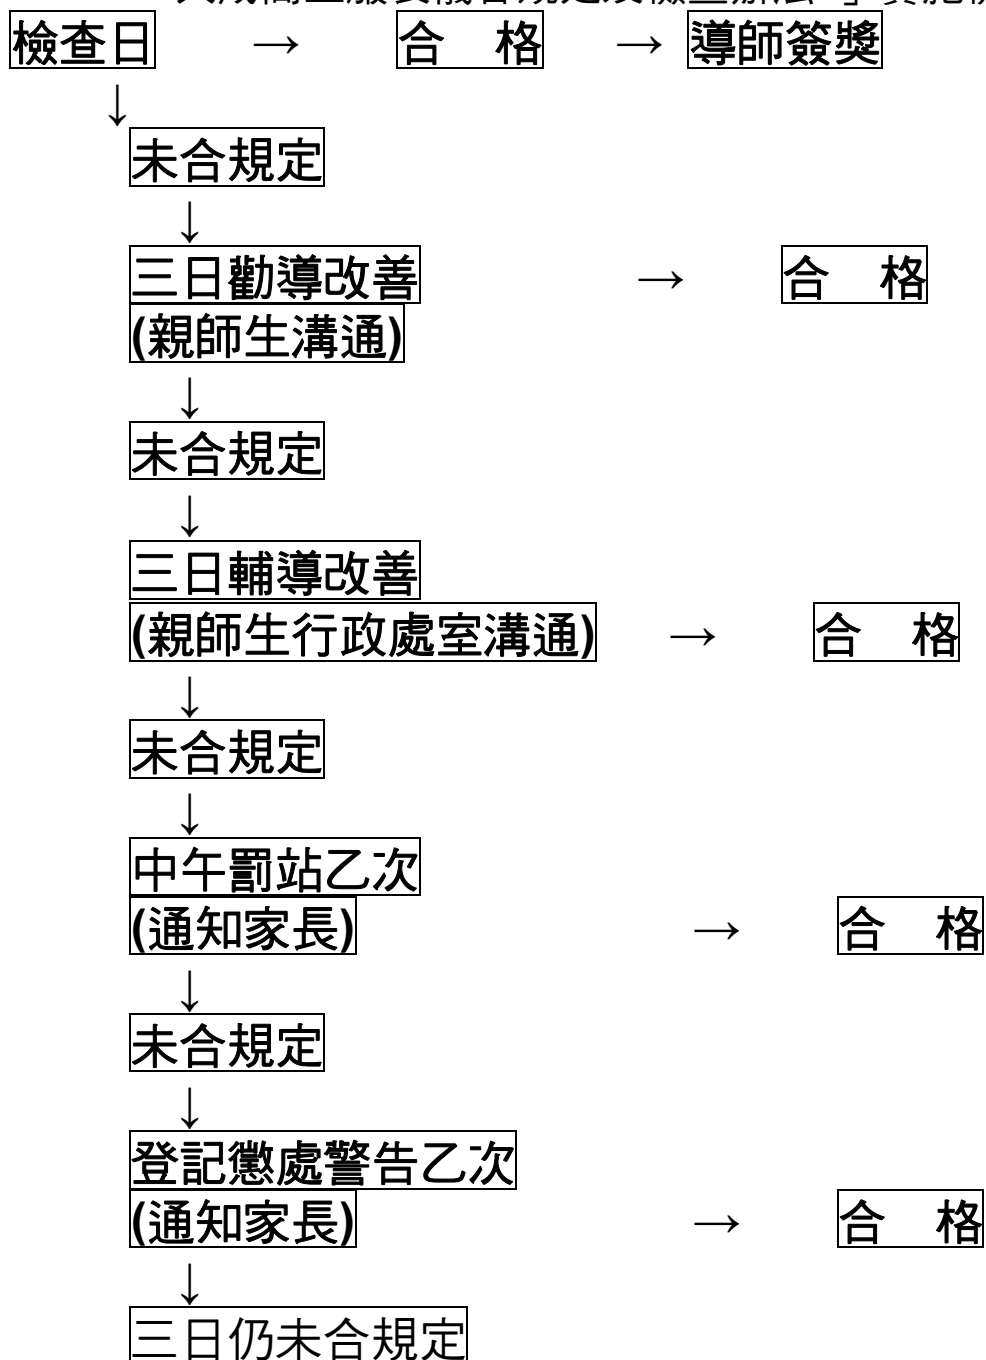 檢查日 → 合　格 → 導師簽獎
↓
未合規定
↓
三日勸導改善 → 合　格
(親師生溝通)
↓
未合規定
↓
三日輔導改善
(親師生行政處室溝通) → 合　格
↓
未合規定
↓
中午罰站乙次
(通知家長) → 合　格
↓
未合規定
↓
登記懲處警告乙次
(通知家長) → 合　格
↓
三日仍未合規定